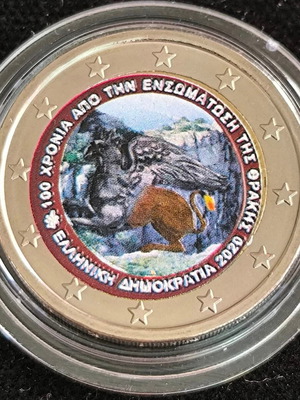 100 ΧΡΟΝΙΑ ΑΠΟ ΤΗΝ ΕΝΣΩΜΑΤΩΣΗ ΤΗΣ ΘΡΑΚΗΣ
ΕΛΛΗΝΙΚΗ ΔΗΜΟΚΡΑΤΙΑ 2020